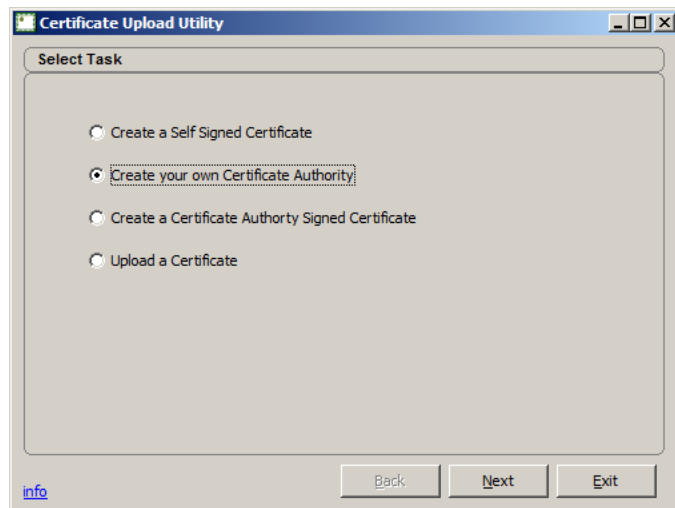 Certificate Upload Utility
Select Task
Create a Self Signed Certificate
Create your own Certificate Authority
Create a Certificate Authorty Signed Certificate
Upload a Certificate
info
Back Next Exit